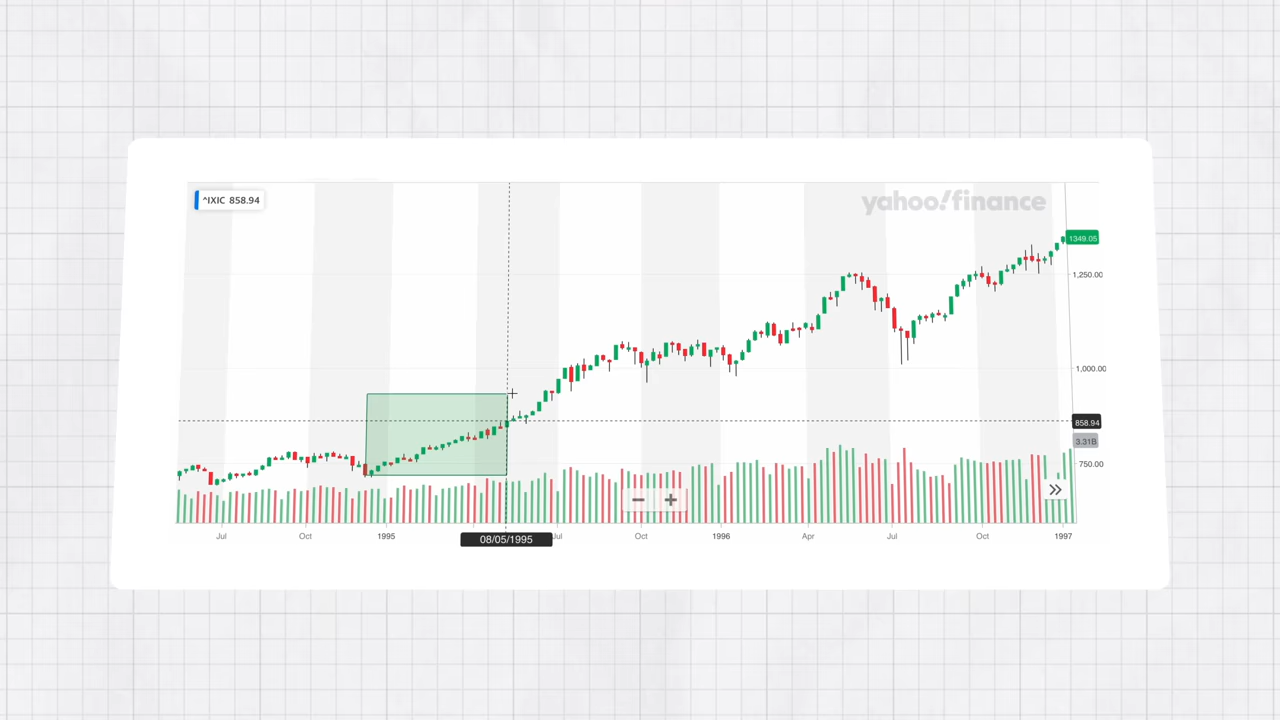 ^IXIC 858.94
yahoo!finance
1349.05
1,250.00
1,000.00
858.94
3.31B
750.00
Jul Oct 1995 08/05/1995 Jul Oct 1996 Apr Jul Oct 1997